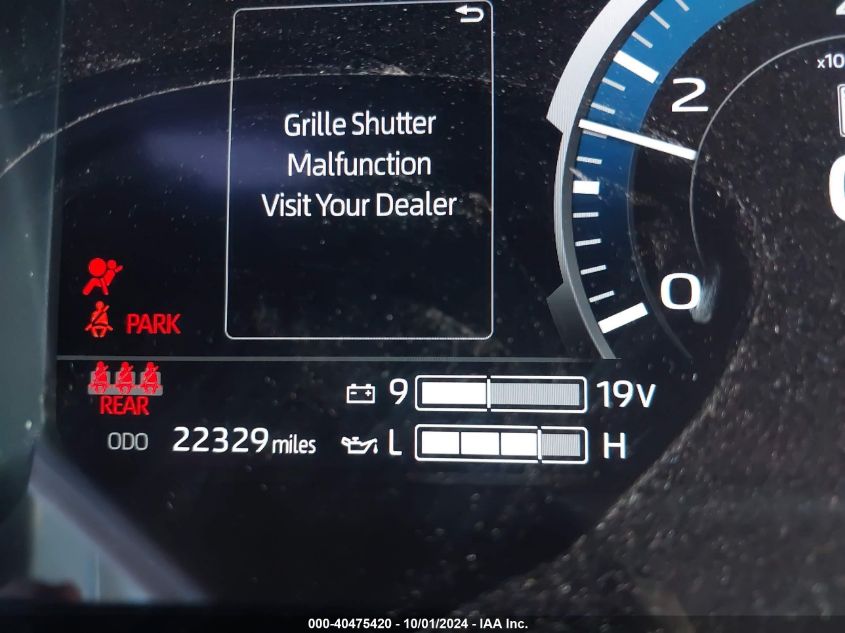 Grille Shutter
Malfunction
Visit Your Dealer
2
x10
0
PARK
REAR
9 19V
ODO 22329 miles L H
000-40475420 - 10/01/2024 - IAA Inc.